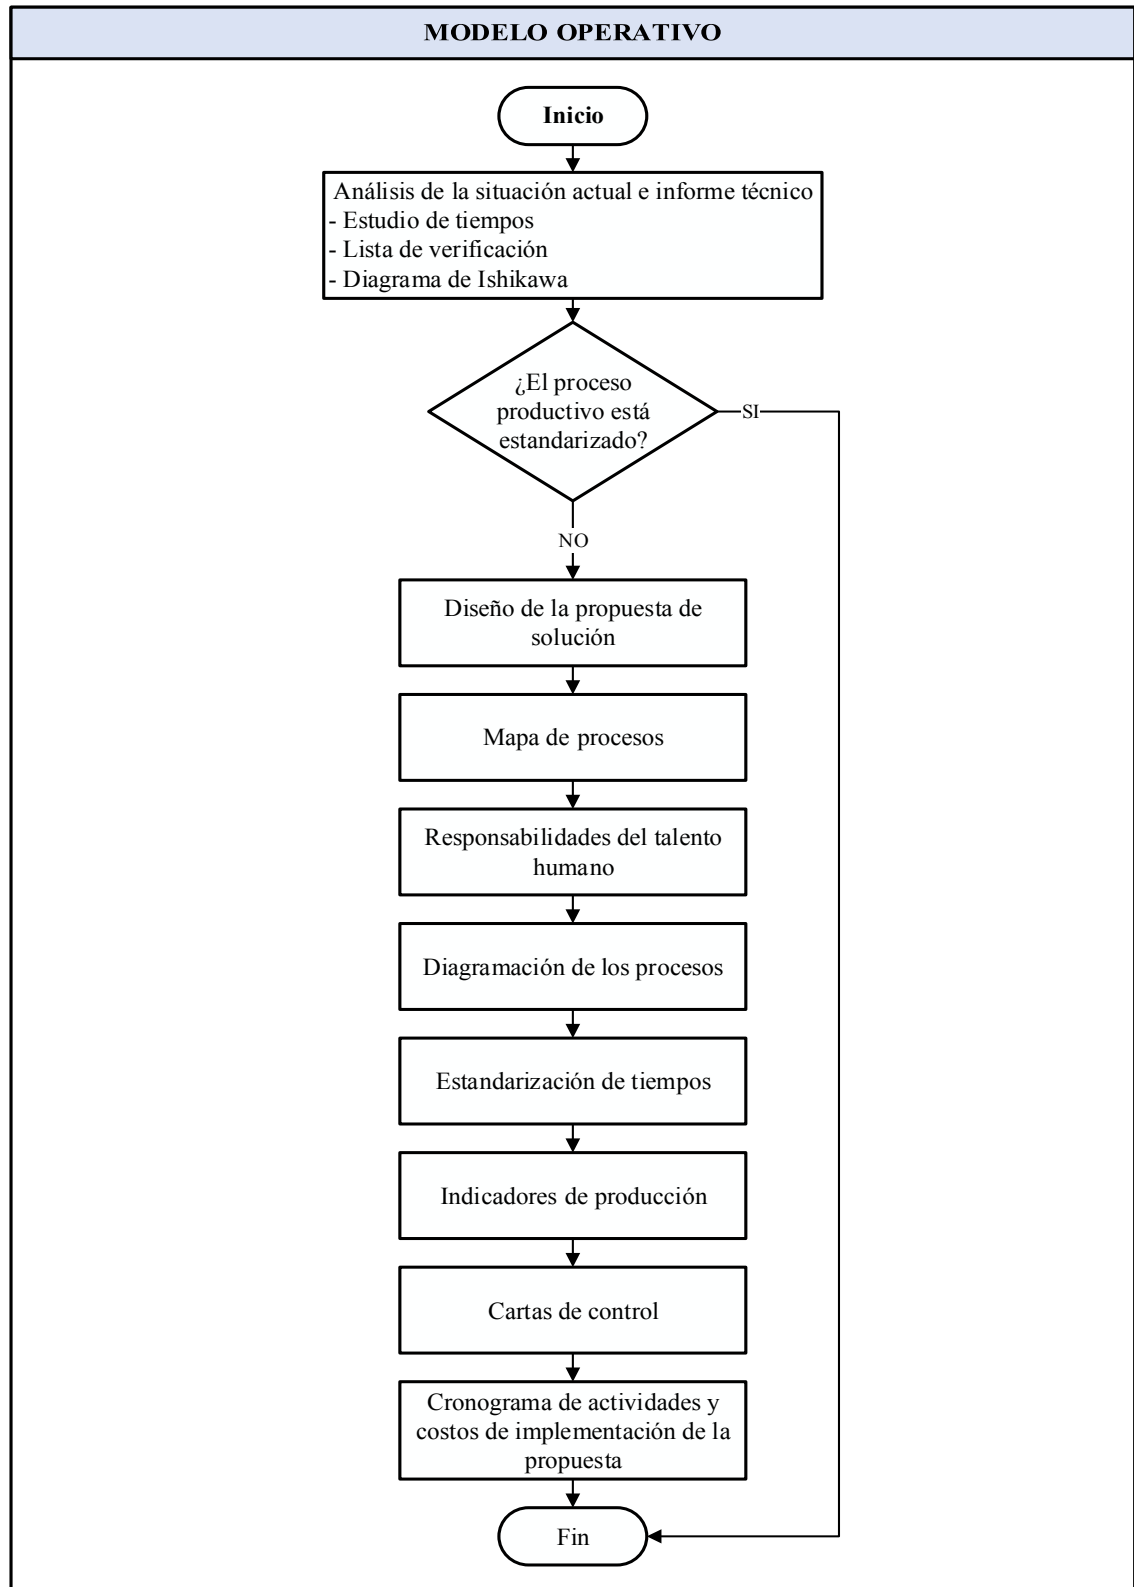 MODELO OPERATIVO
Inicio
Análisis de la situación actual e informe técnico
- Estudio de tiempos
- Lista de verificación
- Diagrama de Ishikawa
¿El proceso
productivo está
estandarizado?
SI
NO
Diseño de la propuesta de
solución
Mapa de procesos
Responsabilidades del talento
humano
Diagramación de los procesos
Estandarización de tiempos
Indicadores de producción
Cartas de control
Cronograma de actividades y
costos de implementación de la
propuesta
Fin